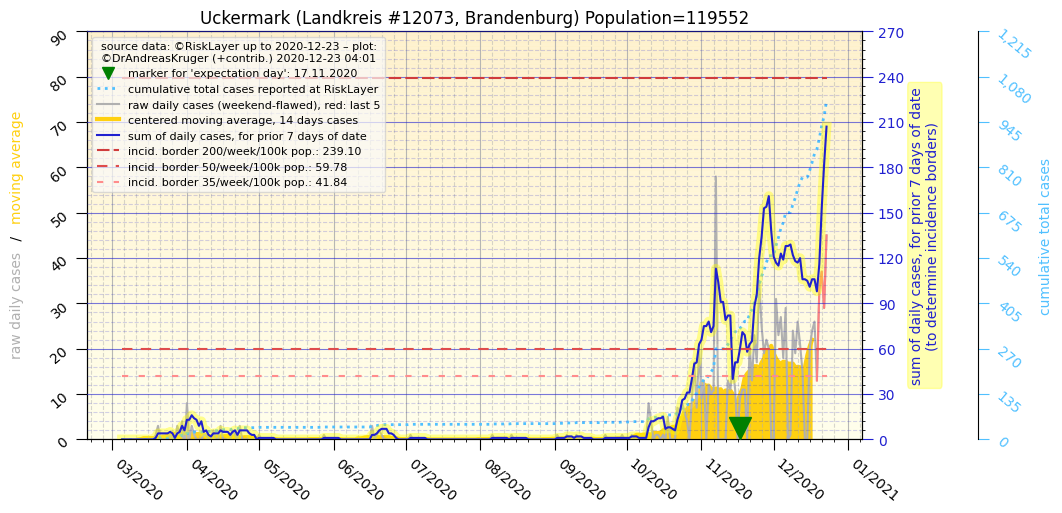 Uckermark (Landkreis #12073, Brandenburg) Population=119552
source data: ©RiskLayer up to 2020-12-23 – plot:
©DrAndreasKruger (+contrib.) 2020-12-23 04:01
marker for 'expectation day': 17.11.2020
cumulative total cases reported at RiskLayer
raw daily cases (weekend-flawed), red: last 5
centered moving average, 14 days cases
sum of daily cases, for prior 7 days of date
incid. border 200/week/100k pop.: 239.10
incid. border 50/week/100k pop.: 59.78
incid. border 35/week/100k pop.: 41.84
raw daily cases / moving average
90
80
70
60
50
40
30
20
10
0
270
240
210
180
150
120
90
60
30
0
sum of daily cases, for prior 7 days of date
(to determine incidence borders)
1,215
1,080
945
810
675
540
405
270
135
0
cumulative total cases
03/2020
04/2020
05/2020
06/2020
07/2020
08/2020
09/2020
10/2020
11/2020
12/2020
01/2021